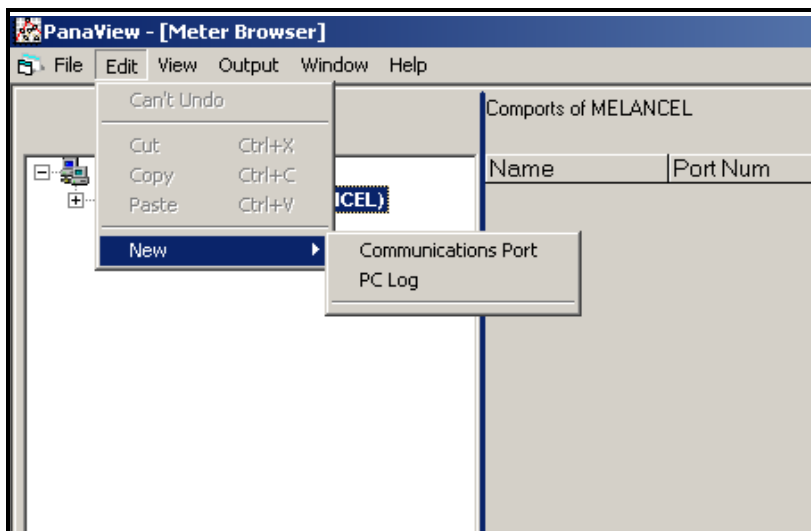 PanaView - [Meter Browser]
File Edit View Output Window Help
Can't Undo
Comports of MELANCEL
Cut Ctrl+X
Name Port Num
Copy Ctrl+C
Paste Ctrl+V
NCEL)
New
Communications Port
PC Log